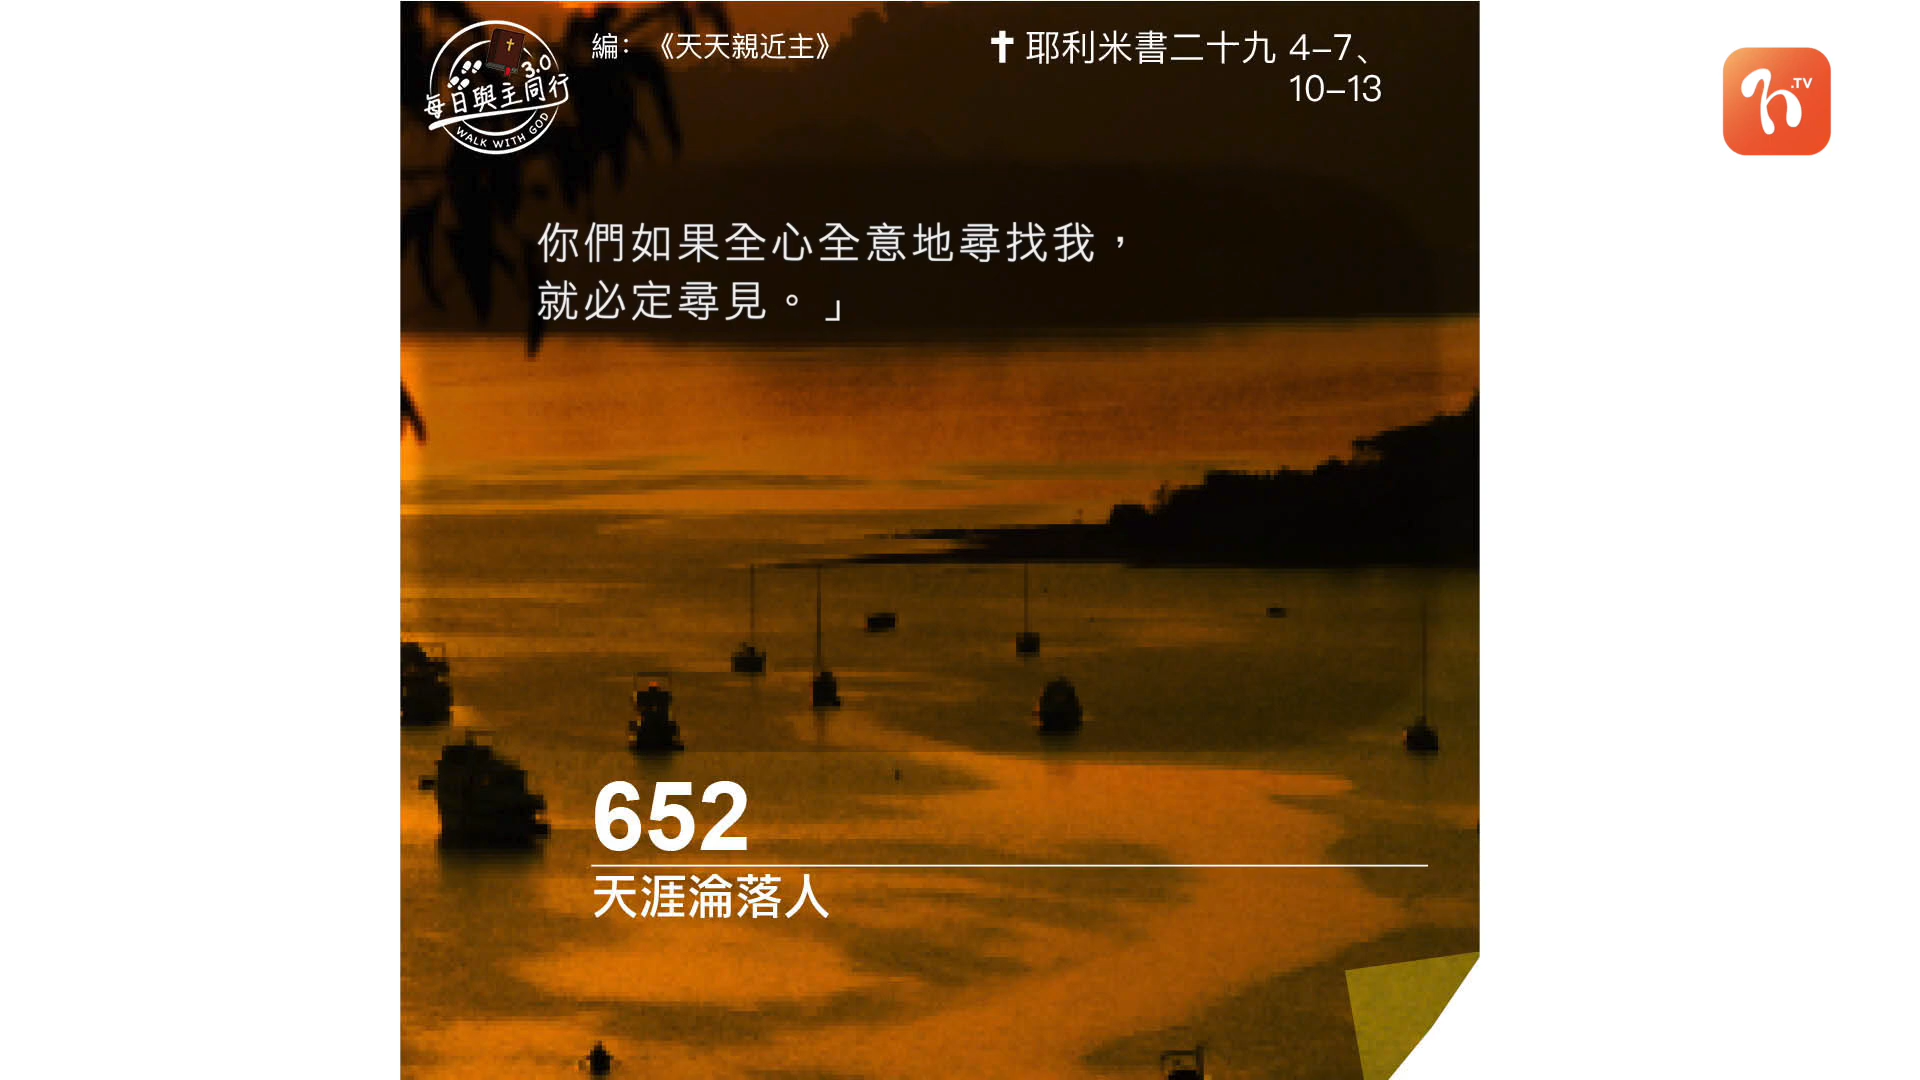 3.0
每日與主同行
WALK WITH GOD
編：《天天親近主》
耶利米書二十九 4–7、
10–13
h.TV
你們如果全心全意地尋找我，
就必定尋見。」
652
天涯淪落人